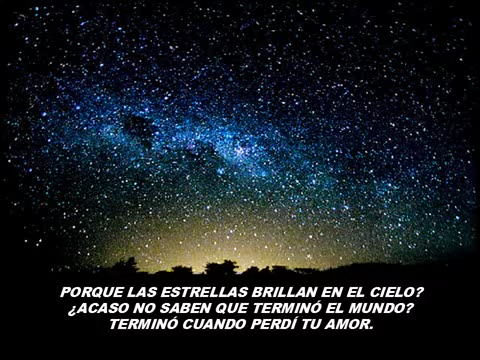 PORQUE LAS ESTRELLAS BRILLAN EN EL CIELO?
¿ACASO NO SABEN QUE TERMINÓ EL MUNDO?
TERMINÓ CUANDO PERDÍ TU AMOR.